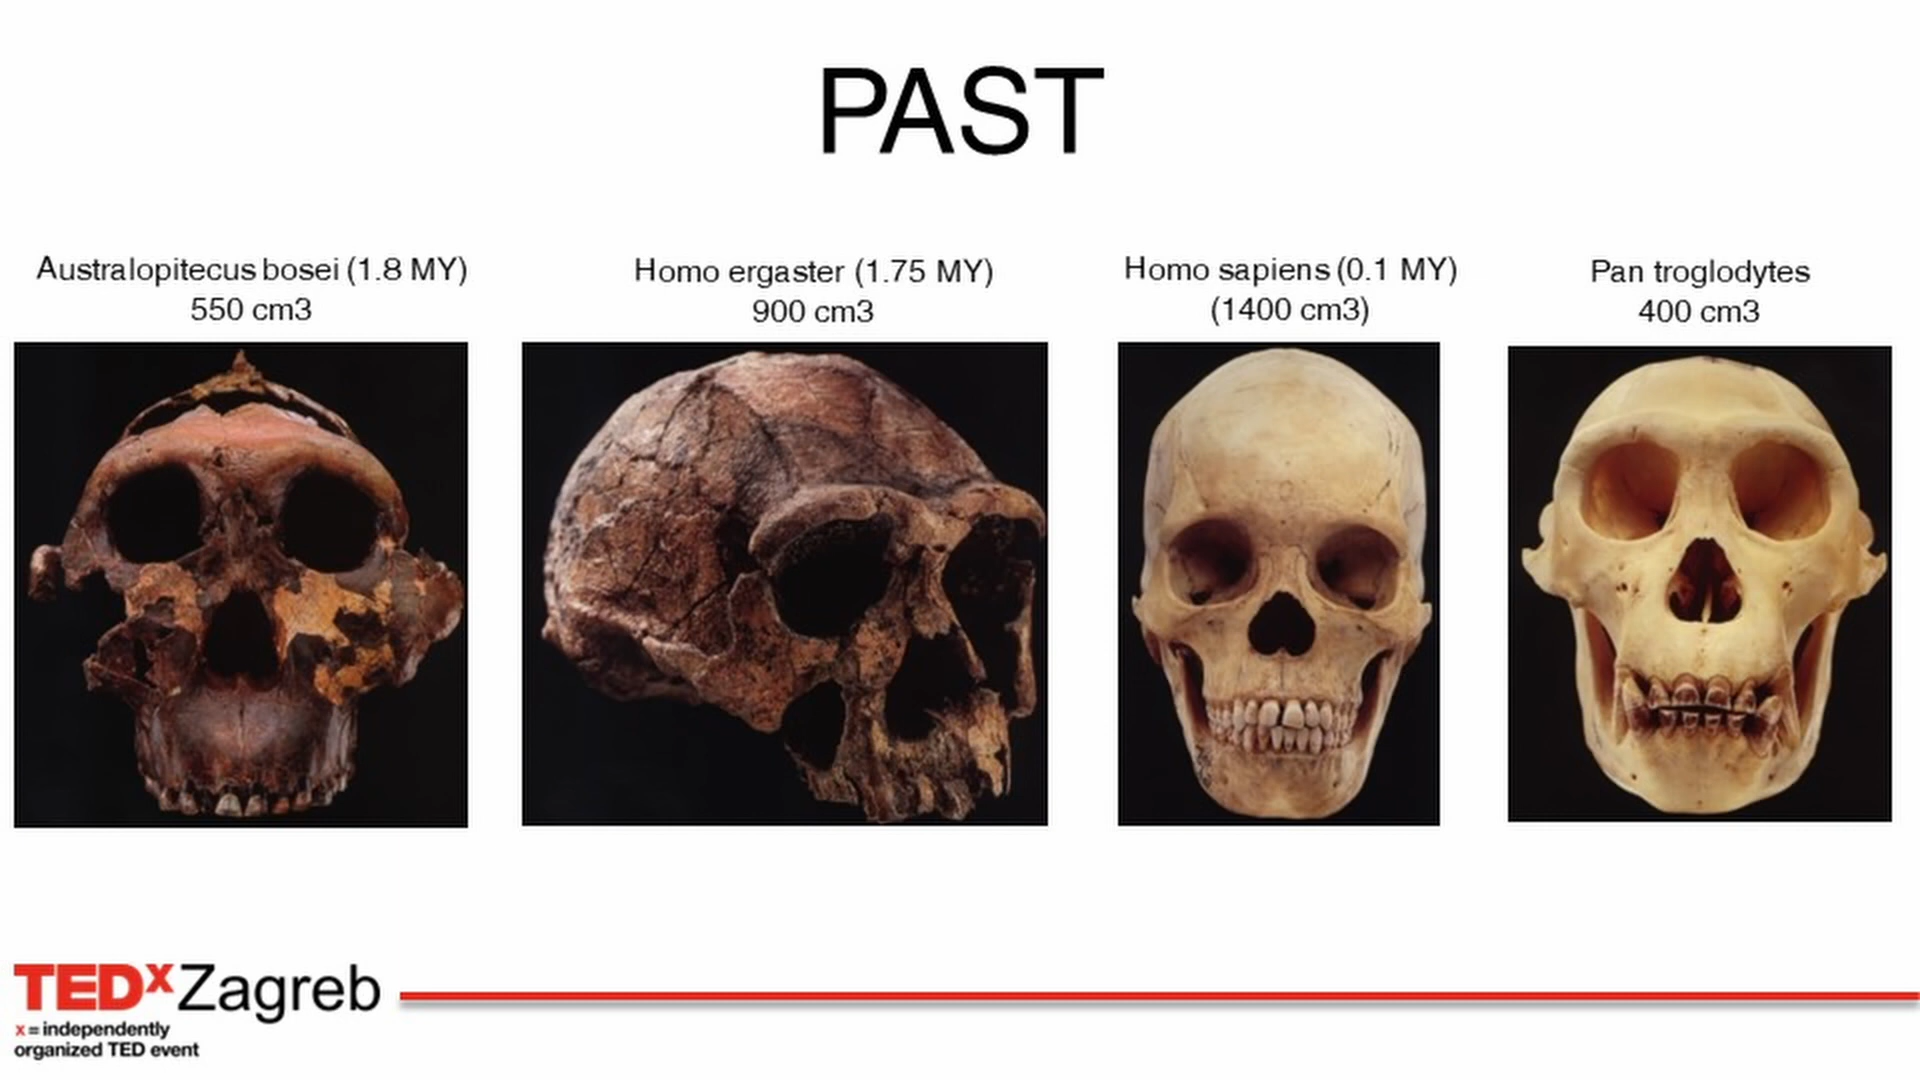 PAST
Australopitecus bosei (1.8 MY)
550 cm3
Homo ergaster (1.75 MY)
900 cm3
Homo sapiens (0.1 MY)
(1400 cm3)
Pan troglodytes
400 cm3
TEDxZagreb
x = independently
organized TED event